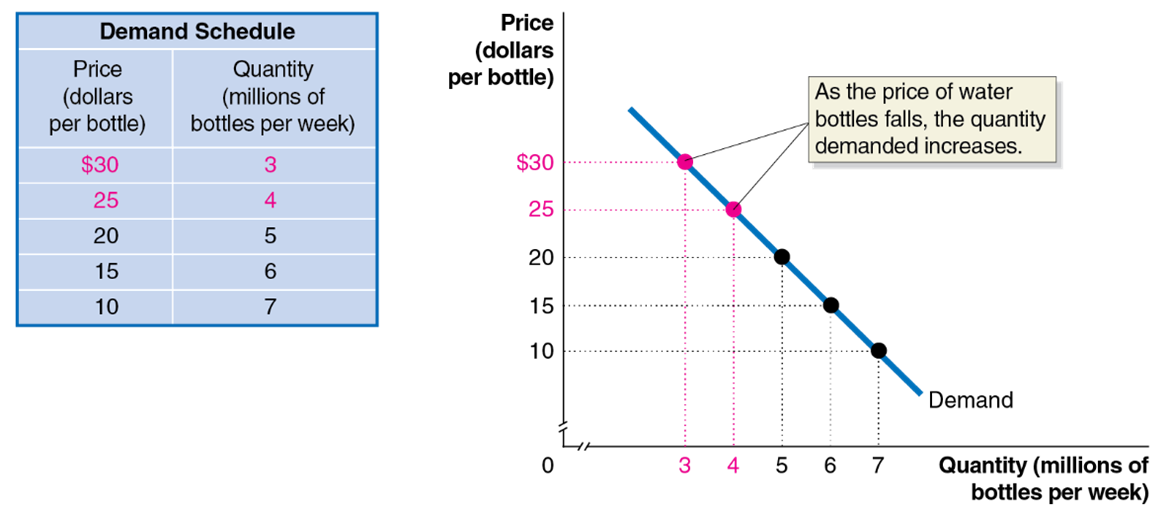 Demand Schedule
Price
(dollars
per bottle)
Quantity
(millions of
bottles per week)
$30 3
25 4
20 5
15 6
10 7
Price
(dollars
per bottle)
As the price of water
bottles falls, the quantity
demanded increases.
$30
25
20
15
10
Demand
0 3 4 5 6 7
Quantity (millions of
bottles per week)